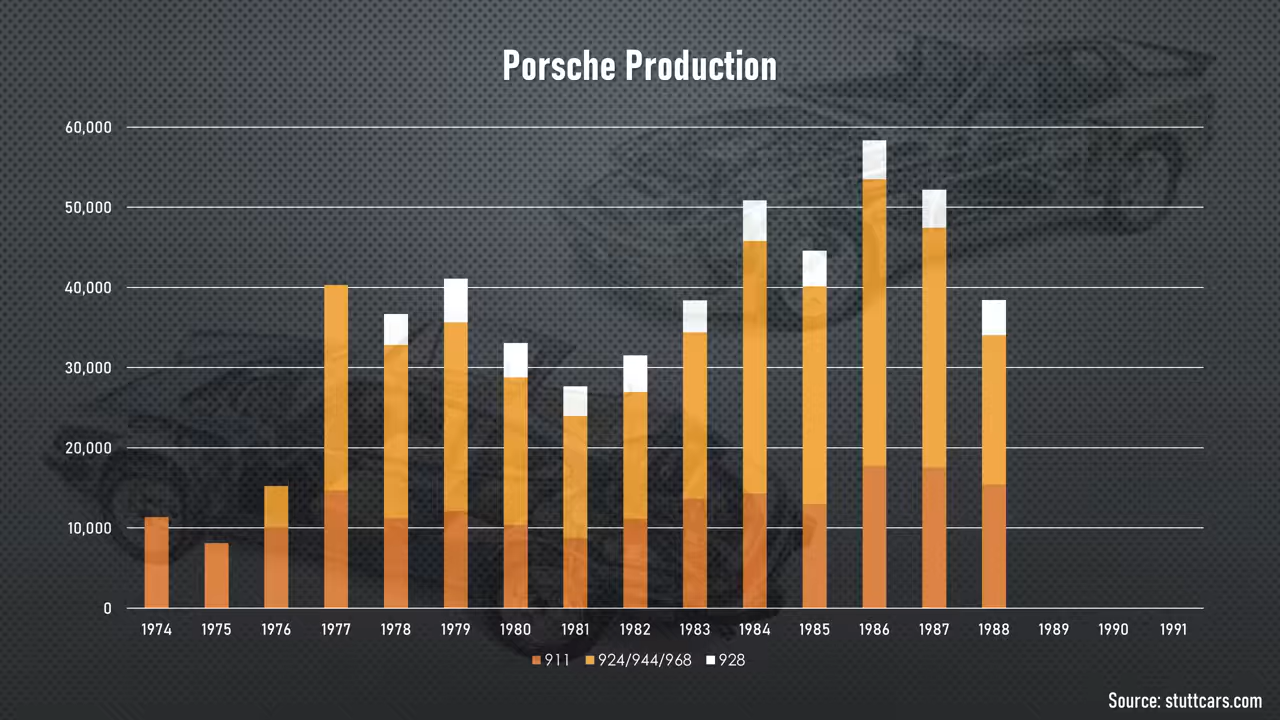 Porsche Production
60,000
50,000
40,000
30,000
20,000
10,000
0
1974 1975 1976 1977 1978 1979 1980 1981 1982 1983 1984 1985 1986 1987 1988 1989 1990 1991
911 924/944/968 928
Source: stuttcars.com